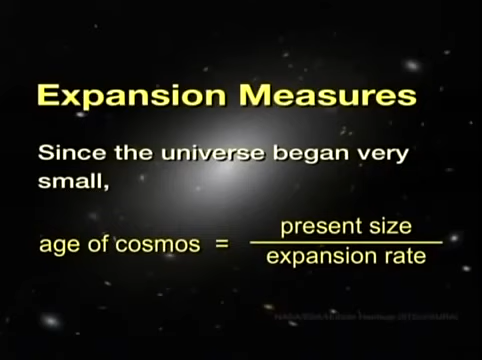 Expansion Measures
Since the universe began very
small,
age of cosmos = present size
expansion rate